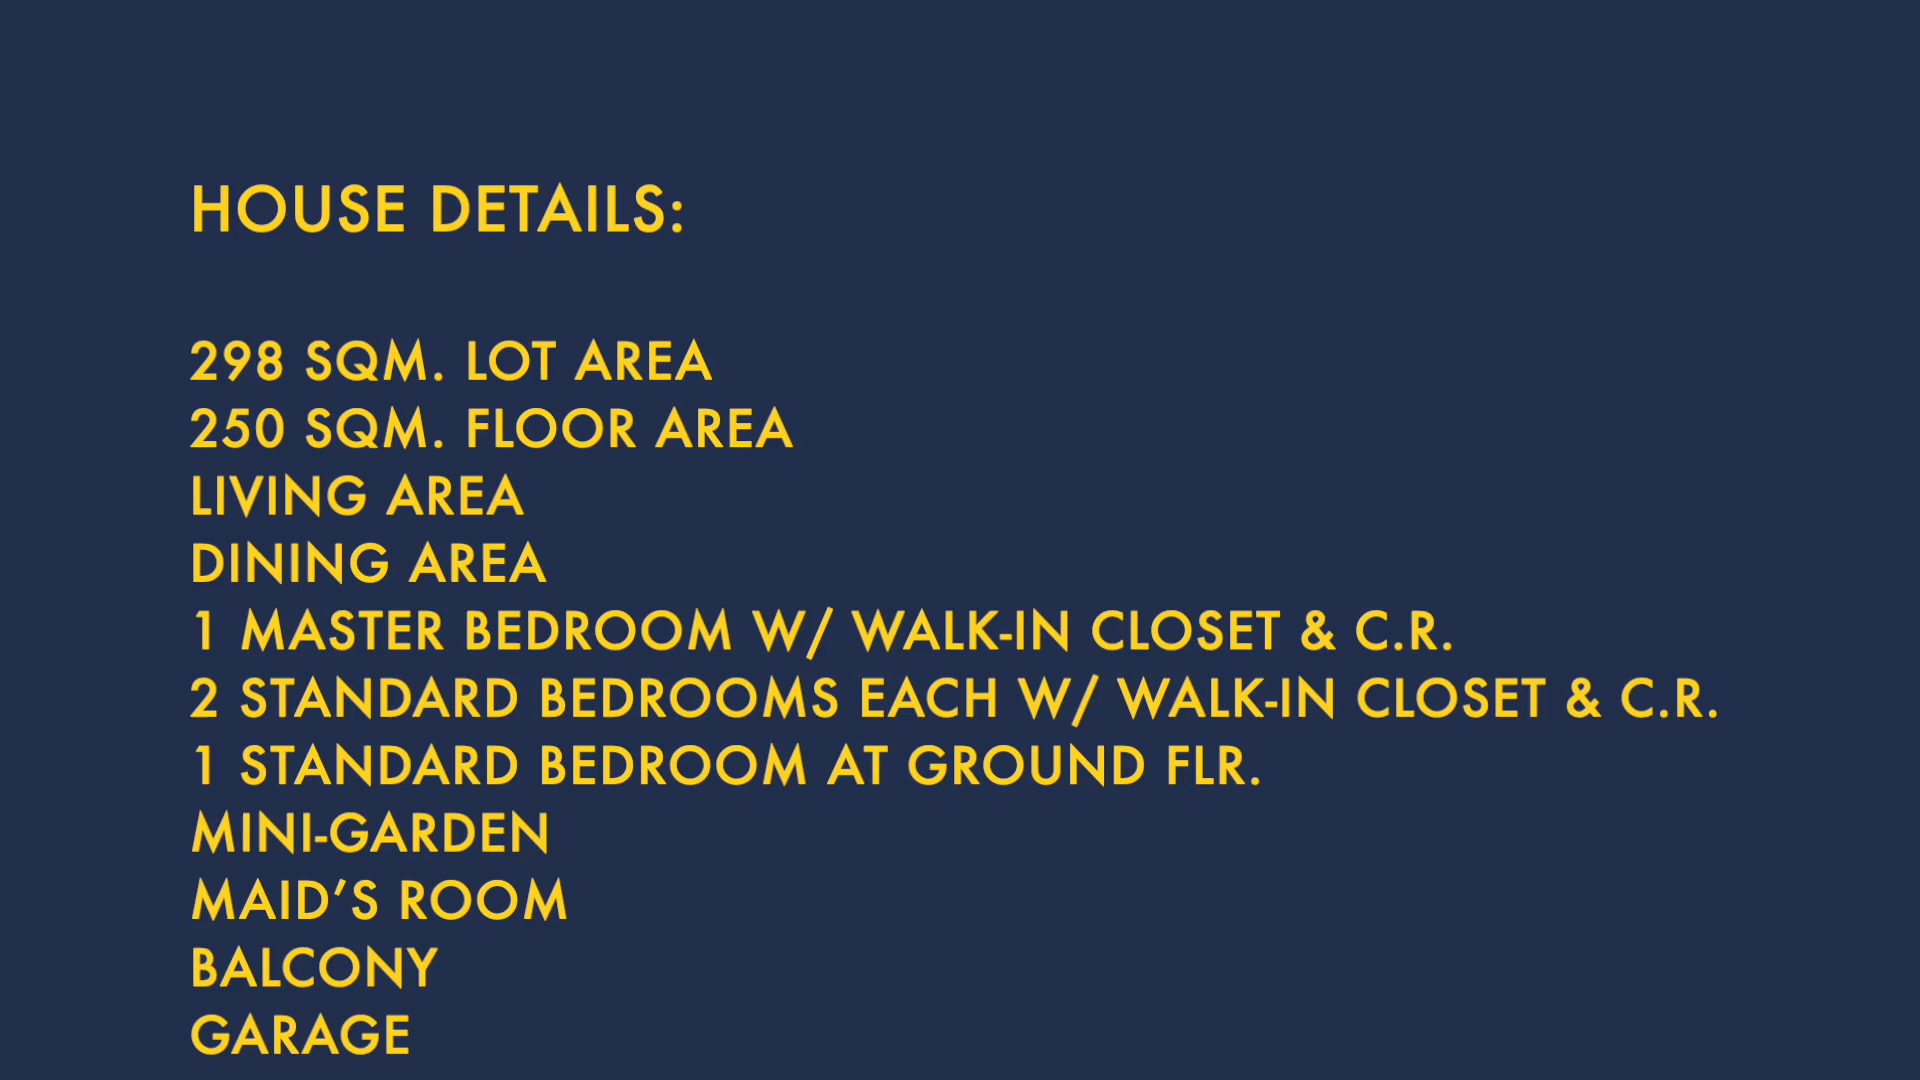 HOUSE DETAILS:
298 SQM. LOT AREA
250 SQM. FLOOR AREA
LIVING AREA
DINING AREA
1 MASTER BEDROOM W/ WALK-IN CLOSET & C.R.
2 STANDARD BEDROOMS EACH W/ WALK-IN CLOSET & C.R.
1 STANDARD BEDROOM AT GROUND FLR.
MINI-GARDEN
MAID’S ROOM
BALCONY
GARAGE